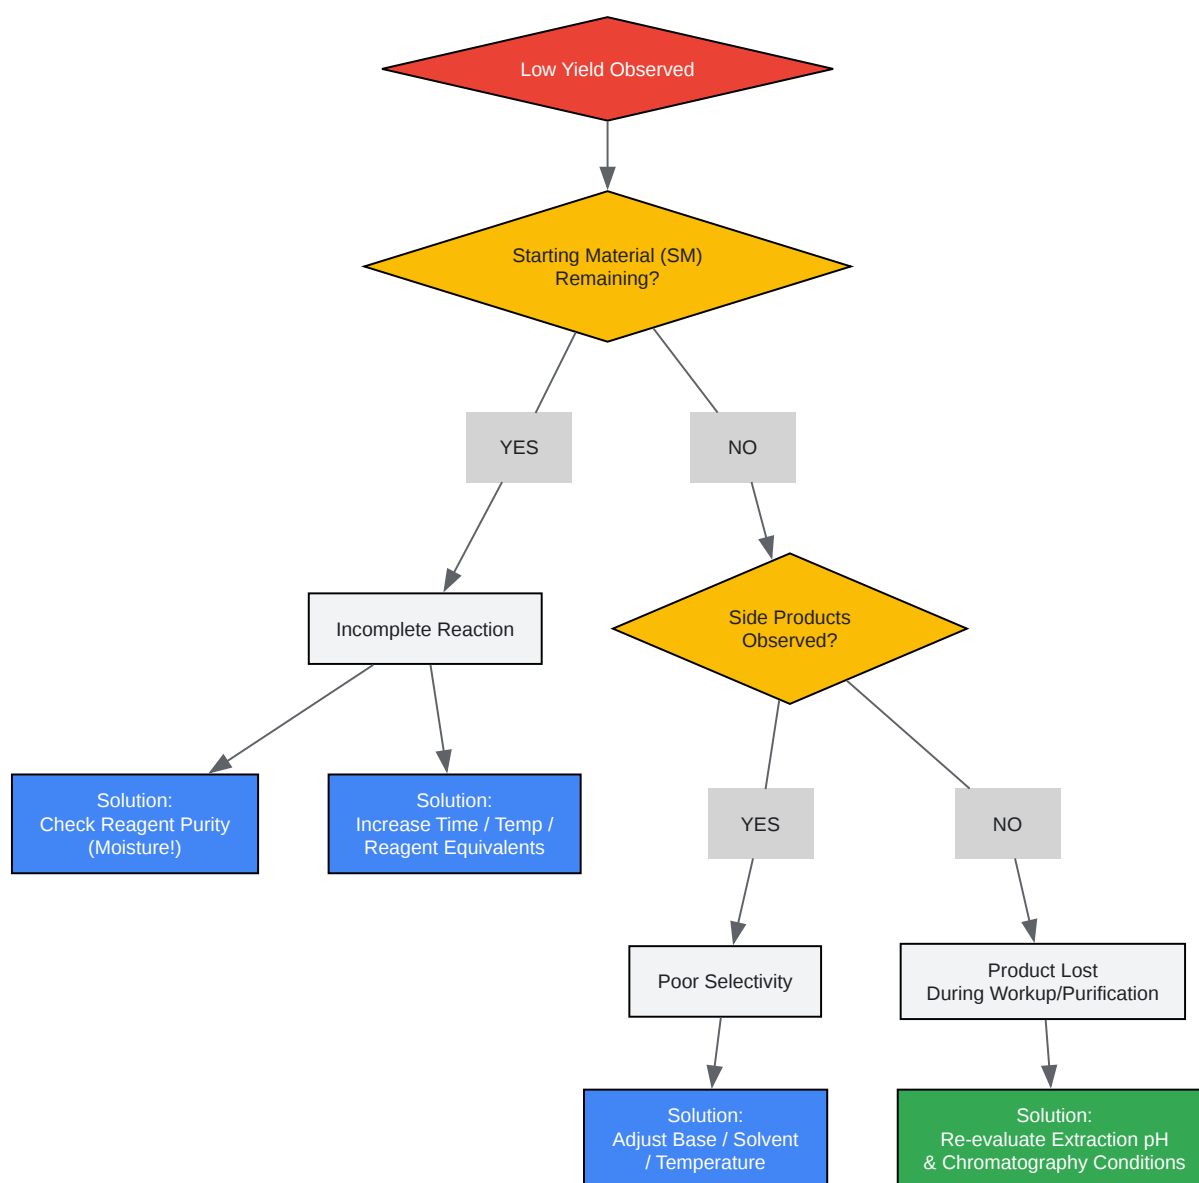 Low Yield Observed
Starting Material (SM)
Remaining?
YES
NO
Incomplete Reaction
Side Products
Observed?
Solution:
Check Reagent Purity
(Moisture!)
Solution:
Increase Time / Temp /
Reagent Equivalents
YES
NO
Poor Selectivity
Product Lost
During Workup/Purification
Solution:
Adjust Base / Solvent
/ Temperature
Solution:
Re-evaluate Extraction pH
& Chromatography Conditions